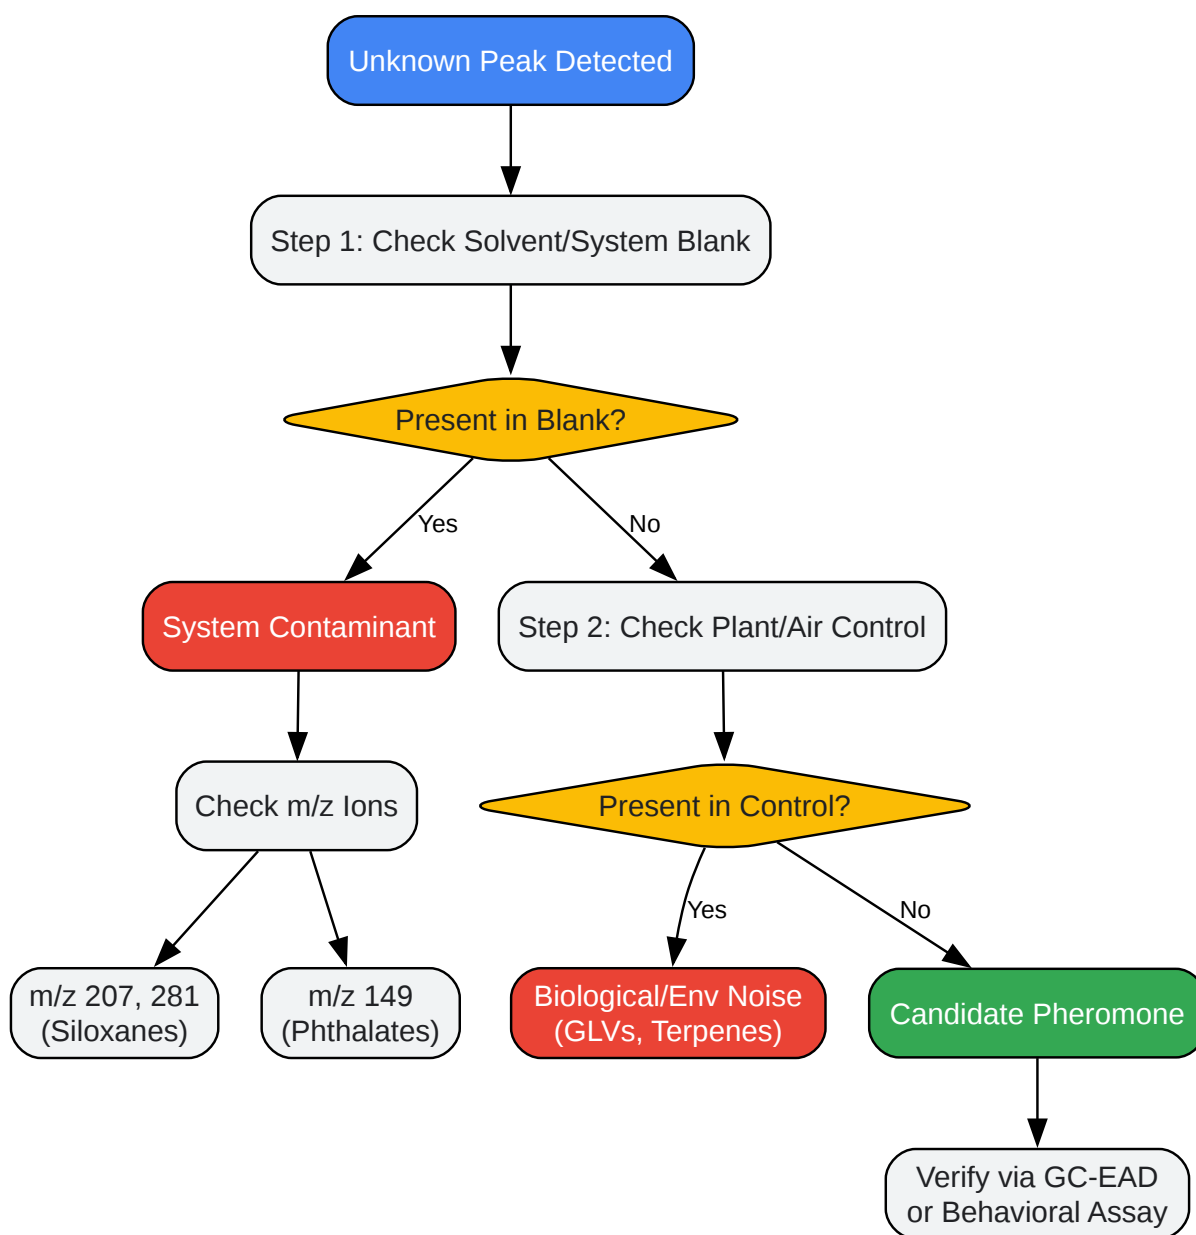 Unknown Peak Detected
Step 1: Check Solvent/System Blank
Present in Blank?
Yes
No
System Contaminant
Step 2: Check Plant/Air Control
Check m/z Ions
Present in Control?
Yes
No
m/z 207, 281
(Siloxanes)
m/z 149
(Phthalates)
Biological/Env Noise
(GLVs, Terpenes)
Candidate Pheromone
Verify via GC-EAD
or Behavioral Assay